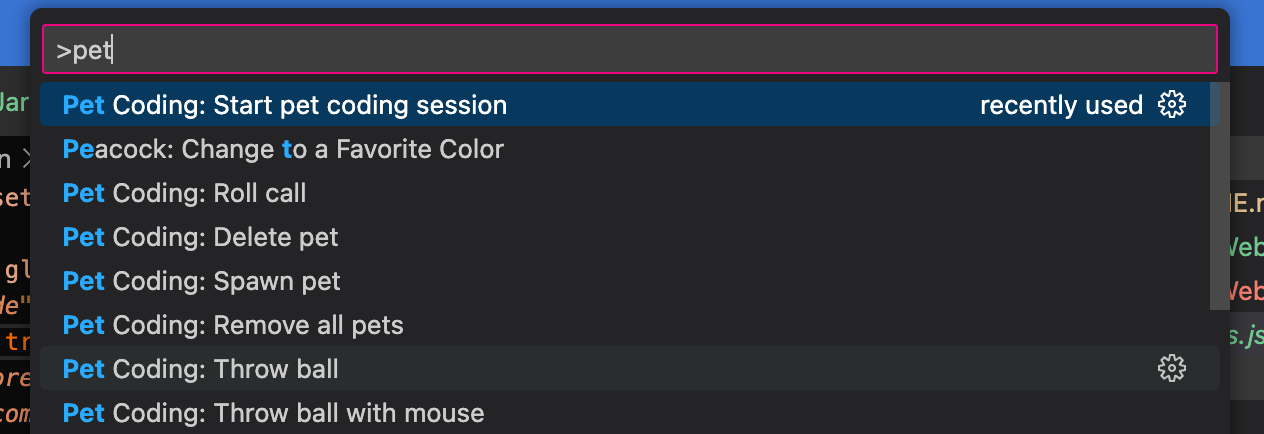 >pet
Pet Coding: Start pet coding session recently used
Peacock: Change to a Favorite Color
Pet Coding: Roll call
Pet Coding: Delete pet
Pet Coding: Spawn pet
Pet Coding: Remove all pets
Pet Coding: Throw ball
Pet Coding: Throw ball with mouse